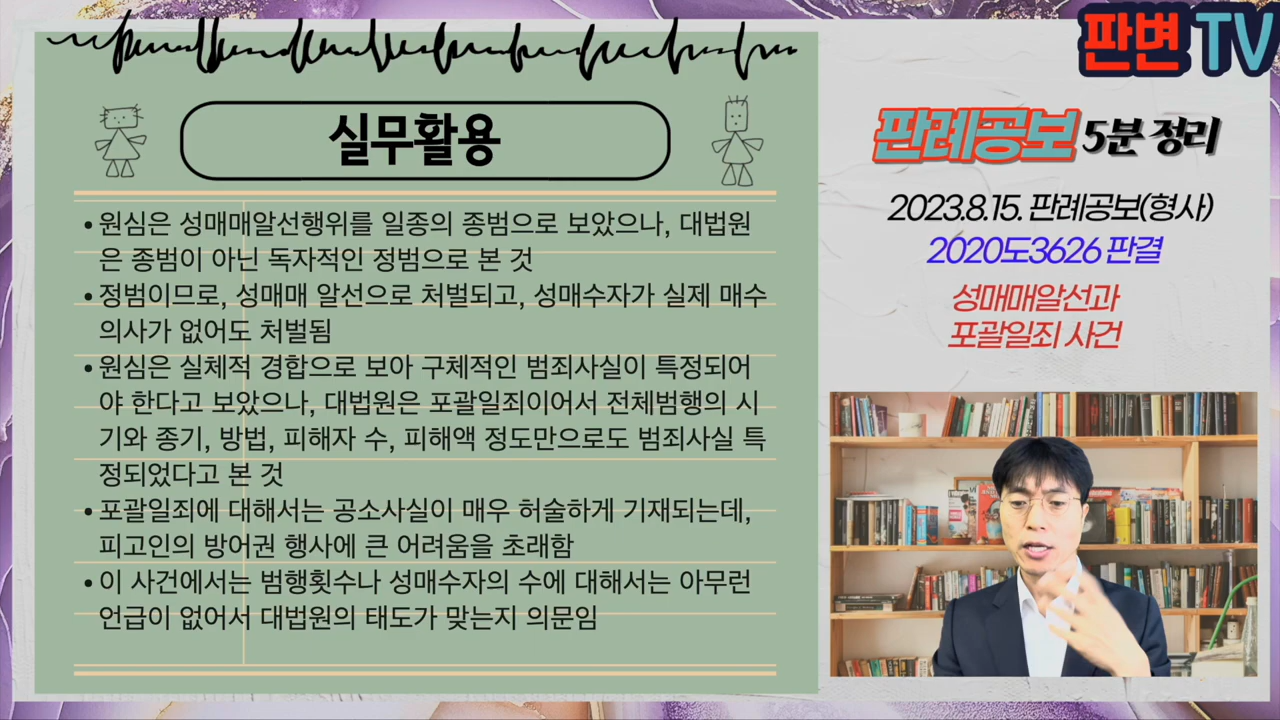 판변 TV
실무활용
• 원심은 성매매알선행위를 일종의 종범으로 보았으나, 대법원
은 종범이 아닌 독자적인 정범으로 본 것
• 정범이므로, 성매매 알선으로 처벌되고, 성매수자가 실제 매수
의사가 없어도 처벌됨
• 원심은 실체적 경합으로 보아 구체적인 범죄사실이 특정되어
야 한다고 보았으나, 대법원은 포괄일죄이어서 전체범행의 시
기와 종기, 방법, 피해자 수, 피해액 정도만으로도 범죄사실 특
정되었다고 본 것
• 포괄일죄에 대해서는 공소사실이 매우 허술하게 기재되는데,
피고인의 방어권 행사에 큰 어려움을 초래함
• 이 사건에서는 범행횟수나 성매수자의 수에 대해서는 아무런
언급이 없어서 대법원의 태도가 맞는지 의문임
판례공보 5분 정리
2023.8.15. 판례공보(형사)
2020도3626 판결
성매매알선과
포괄일죄 사건